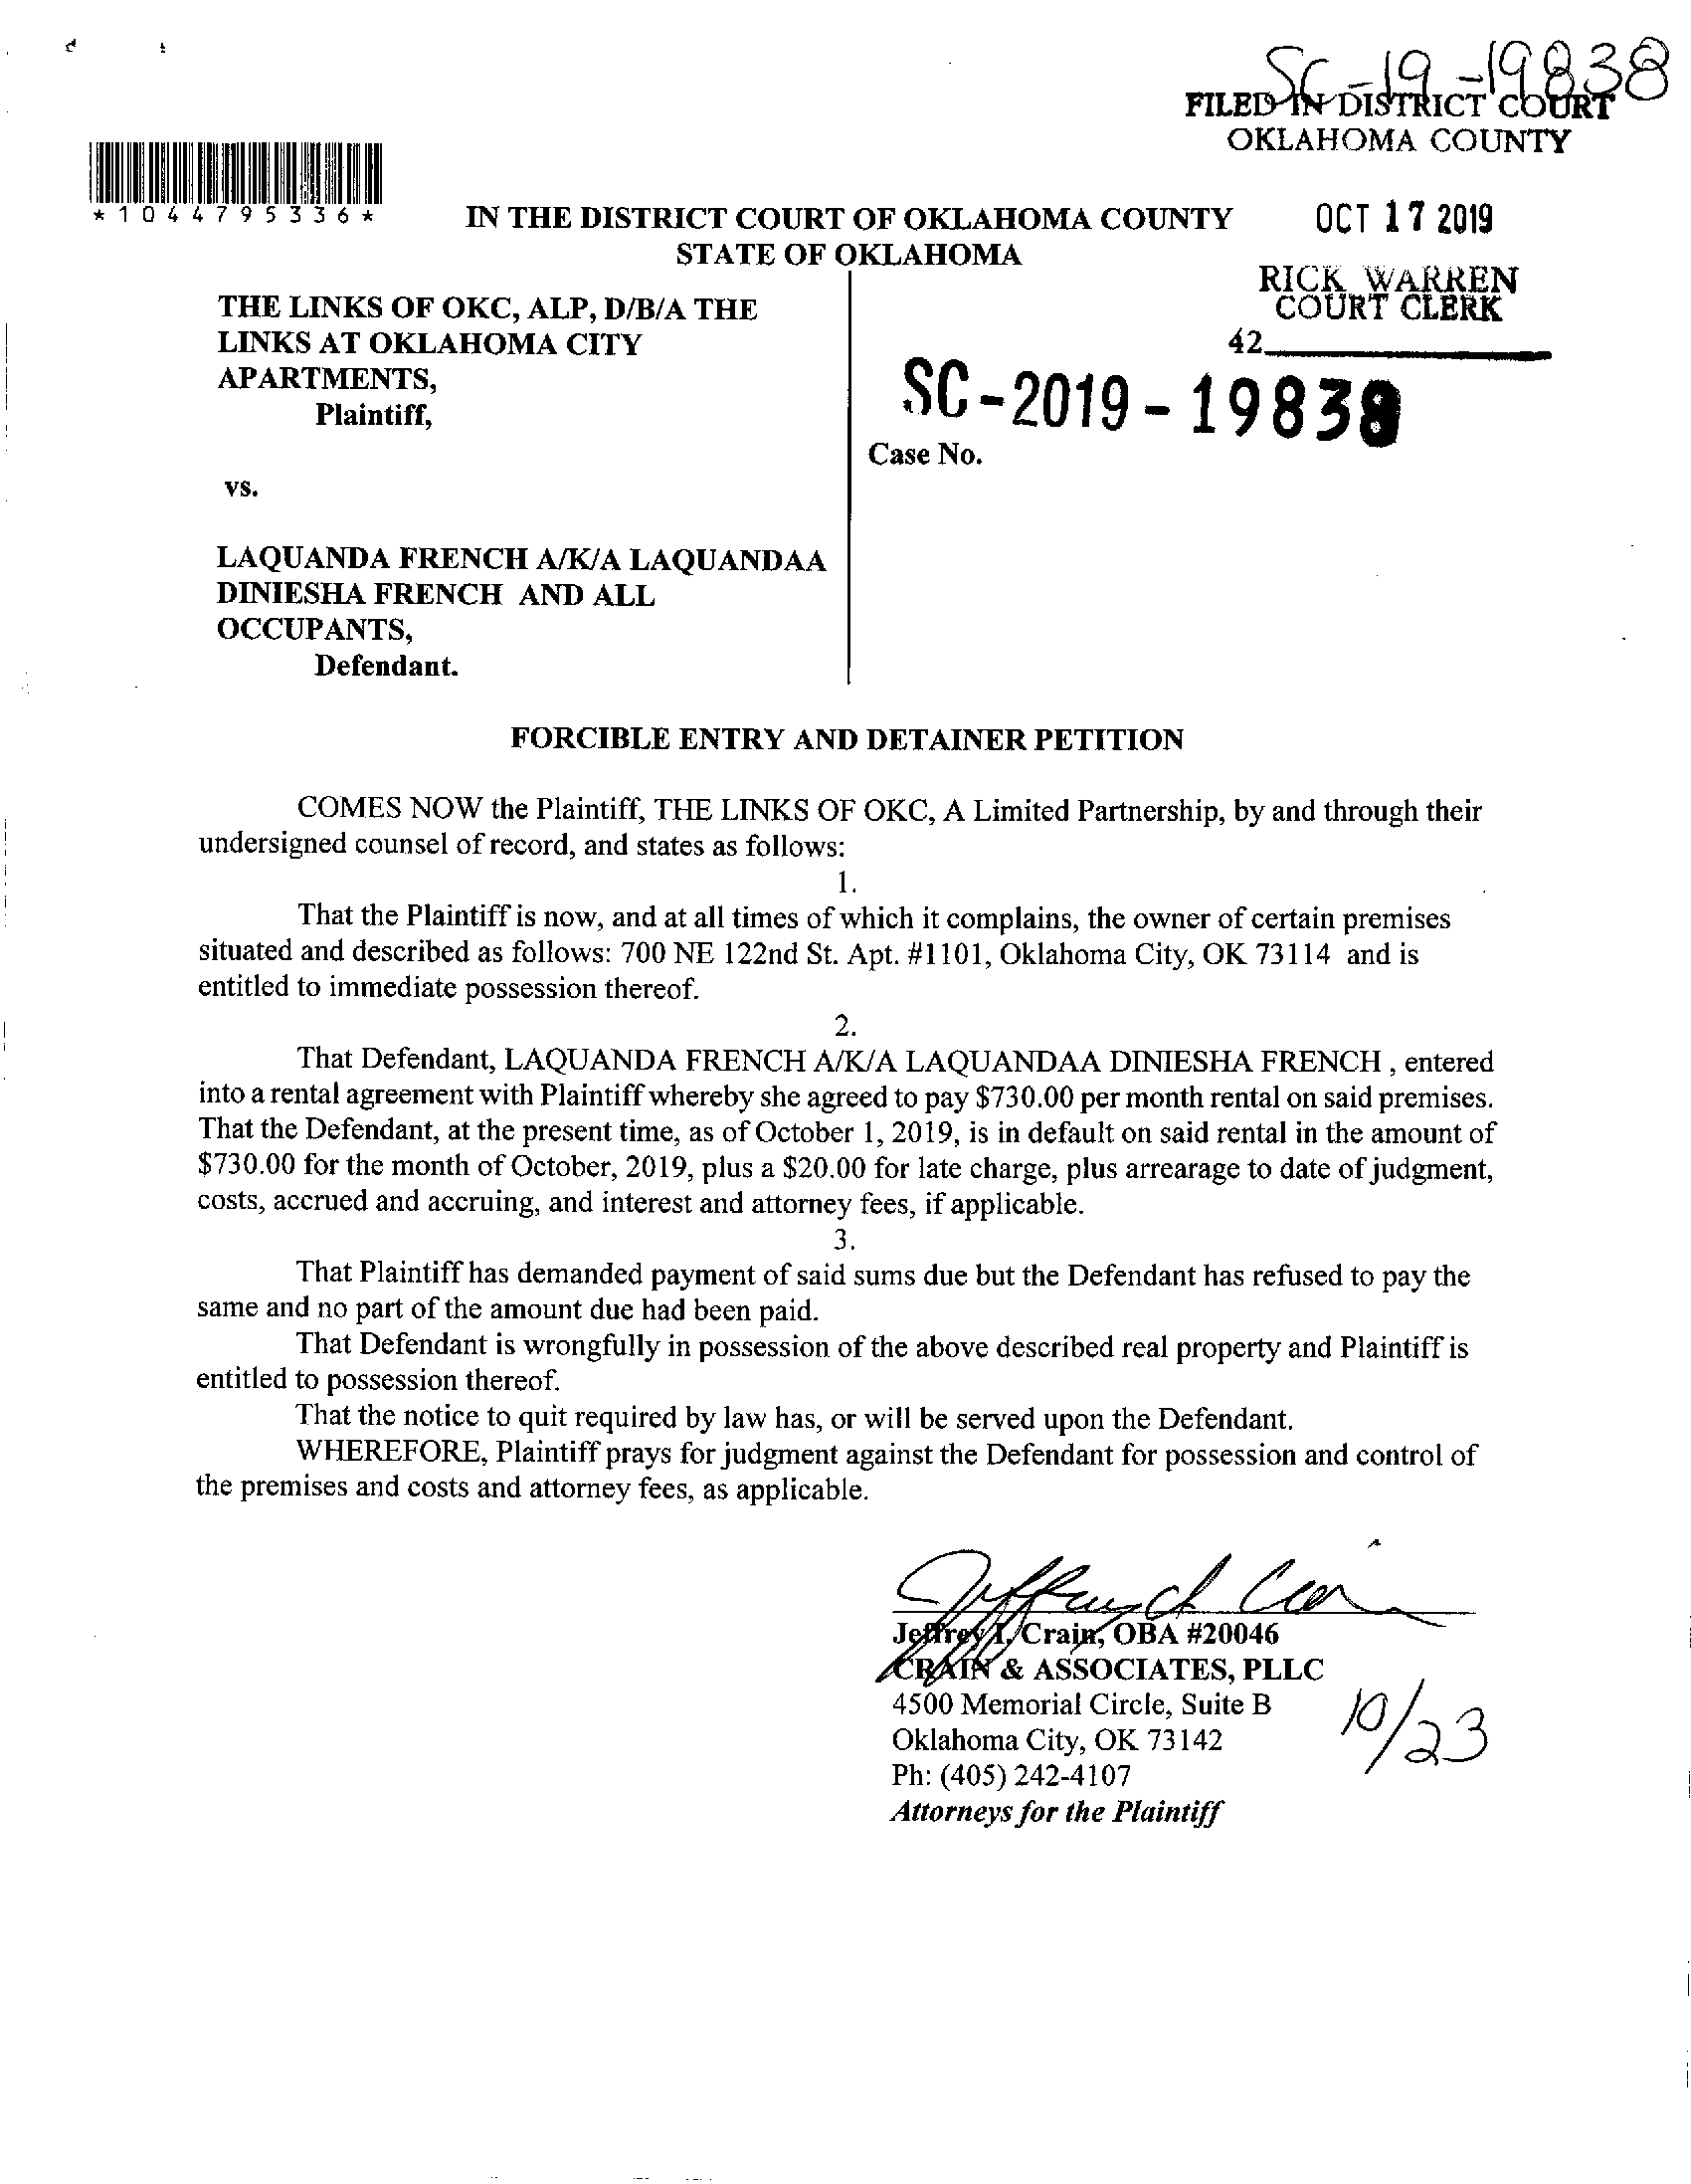 SC-19-19838
FILED IN DISTRICT COURT
OKLAHOMA COUNTY
*1044795336*
IN THE DISTRICT COURT OF OKLAHOMA COUNTY
STATE OF OKLAHOMA
OCT 17 2019
RICK WARREN
COURT CLERK
42
THE LINKS OF OKC, ALP, D/B/A THE
LINKS AT OKLAHOMA CITY
APARTMENTS,
Plaintiff,
SC-2019-19838
Case No.
vs.
LAQUANDA FRENCH A/K/A LAQUANDAA
DINIESHA FRENCH AND ALL
OCCUPANTS,
Defendant.
FORCIBLE ENTRY AND DETAINER PETITION
COMES NOW the Plaintiff, THE LINKS OF OKC, A Limited Partnership, by and through their
undersigned counsel of record, and states as follows:
1.
That the Plaintiff is now, and at all times of which it complains, the owner of certain premises
situated and described as follows: 700 NE 122nd St. Apt. #1101, Oklahoma City, OK 73114 and is
entitled to immediate possession thereof.
2.
That Defendant, LAQUANDA FRENCH A/K/A LAQUANDAA DINIESHA FRENCH , entered
into a rental agreement with Plaintiff whereby she agreed to pay $730.00 per month rental on said premises.
That the Defendant, at the present time, as of October 1, 2019, is in default on said rental in the amount of
$730.00 for the month of October, 2019, plus a $20.00 for late charge, plus arrearage to date of judgment,
costs, accrued and accruing, and interest and attorney fees, if applicable.
3.
That Plaintiff has demanded payment of said sums due but the Defendant has refused to pay the
same and no part of the amount due had been paid.
That Defendant is wrongfully in possession of the above described real property and Plaintiff is
entitled to possession thereof.
That the notice to quit required by law has, or will be served upon the Defendant.
WHEREFORE, Plaintiff prays for judgment against the Defendant for possession and control of
the premises and costs and attorney fees, as applicable.
Jeffrey I. Crain, OBA #20046
CRAIN & ASSOCIATES, PLLC
4500 Memorial Circle, Suite B
Oklahoma City, OK 73142
Ph: (405) 242-4107
Attorneys for the Plaintiff
10/23